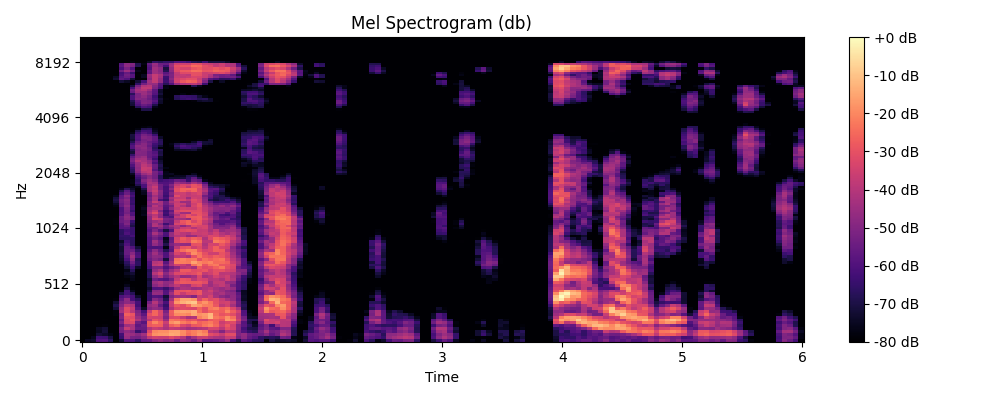 Mel Spectrogram (db)
+0 dB
8192
-10 dB
4096
-20 dB
-30 dB
2048
Hz
-40 dB
1024
-50 dB
512
-60 dB
-70 dB
0
-80 dB
0 1 2 3 4 5 6
Time